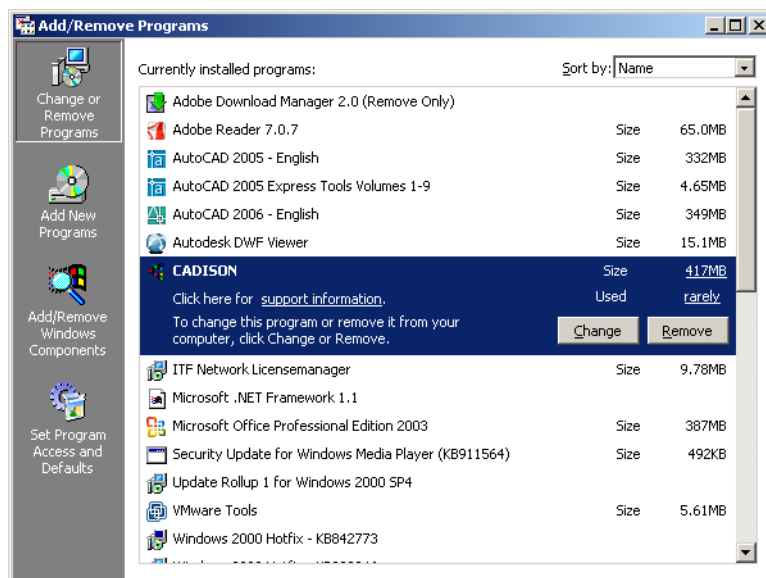 Add/Remove Programs
Change or
Remove
Programs
Add New
Programs
Add/Remove
Windows
Components
Set Program
Access and
Defaults
Currently installed programs:
Sort by: Name
Adobe Download Manager 2.0 (Remove Only)
Adobe Reader 7.0.7 Size 65.0MB
AutoCAD 2005 - English Size 332MB
AutoCAD 2005 Express Tools Volumes 1-9 Size 4.65MB
AutoCAD 2006 - English Size 349MB
Autodesk DWF Viewer Size 15.1MB
CADISON Size 417MB
Click here for support information. Used rarely
To change this program or remove it from your
computer, click Change or Remove.
Change Remove
ITF Network Licensemanager Size 9.78MB
Microsoft .NET Framework 1.1
Microsoft Office Professional Edition 2003 Size 387MB
Security Update for Windows Media Player (KB911564) Size 492KB
Update Rollup 1 for Windows 2000 SP4
VMware Tools Size 5.61MB
Windows 2000 Hotfix - KB842773